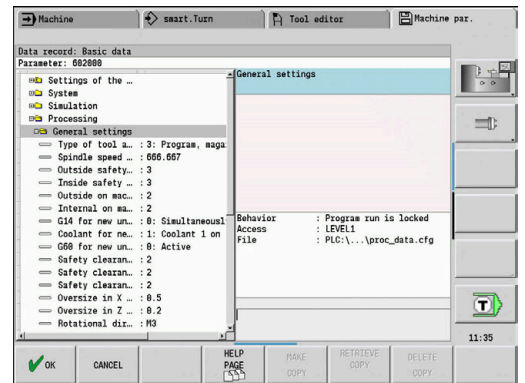 Machine
smart.Turn
Tool editor
Machine par.
Data record: Basic data
Parameter: 602000
Settings of the …
System
Simulation
Processing
General settings
Type of tool a… : 3: Program, maga
Spindle speed … : 666.667
Outside safety… : 3
Inside safety … : 3
Outside on mac… : 2
Internal on ma… : 2
G14 for new un… : 0: Simultaneousl
Coolant for ne… : 1: Coolant 1 on
G60 for new un… : 0: Active
Safety clearan… : 2
Safety clearan… : 2
Safety clearan… : 2
Oversize in X … : 0.5
Oversize in Z … : 0.2
Rotational dir… : M3
General settings
Behavior : Program run is locked
Access : LEVEL1
File : PLC:\...\proc_data.cfg
T
11:35
OK
CANCEL
HELP PAGE
MAKE COPY
RETRIEVE COPY
DELETE COPY